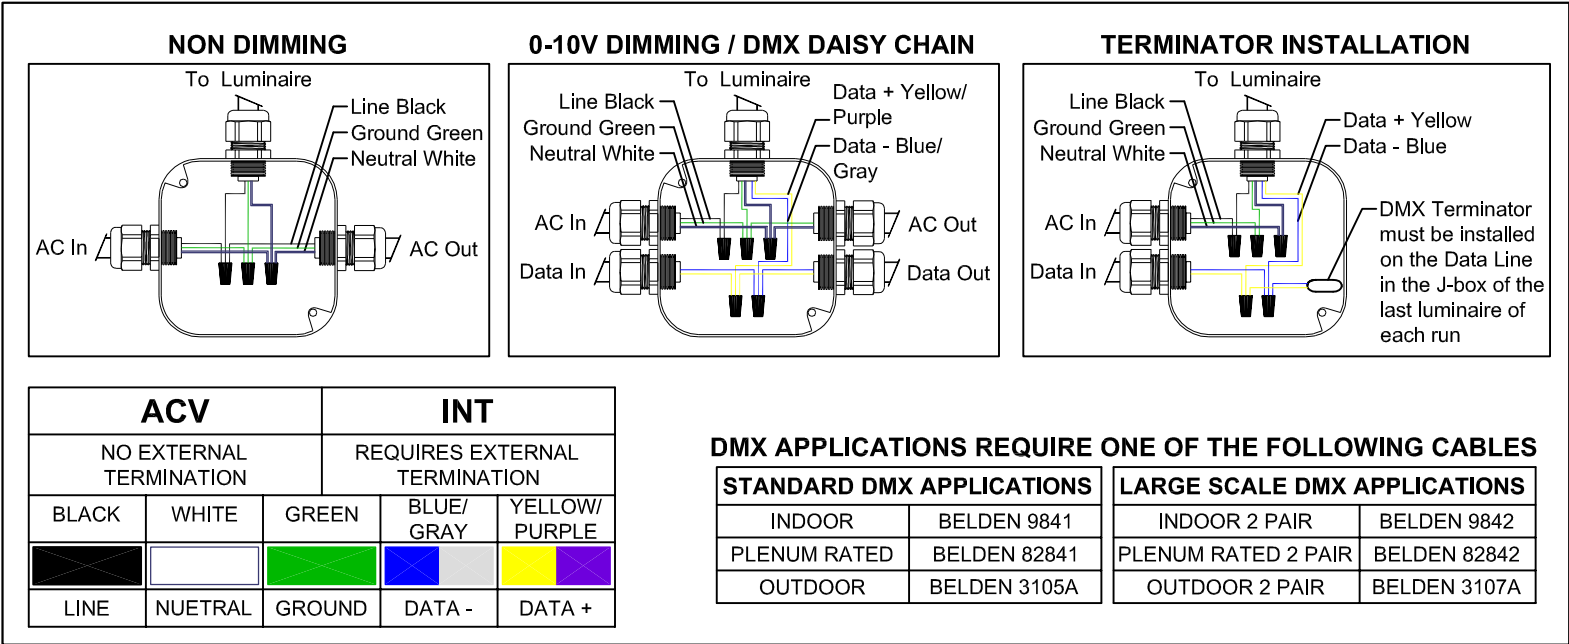 NON DIMMING
To Luminaire
Line Black
Ground Green
Neutral White
AC In
AC Out
0-10V DIMMING / DMX DAISY CHAIN
To Luminaire
Line Black
Ground Green
Neutral White
Data + Yellow/
Purple
Data - Blue/
Gray
AC In
AC Out
Data In
Data Out
TERMINATOR INSTALLATION
To Luminaire
Line Black
Ground Green
Neutral White
Data + Yellow
Data - Blue
AC In
Data In
DMX Terminator
must be installed
on the Data Line
in the J-box of the
last luminaire of
each run
ACV
INT
NO EXTERNAL
TERMINATION
REQUIRES EXTERNAL
TERMINATION
BLACK
WHITE
GREEN
BLUE/
GRAY
YELLOW/
PURPLE
LINE
NUETRAL
GROUND
DATA -
DATA +
DMX APPLICATIONS REQUIRE ONE OF THE FOLLOWING CABLES
STANDARD DMX APPLICATIONS
INDOOR BELDEN 9841
PLENUM RATED BELDEN 82841
OUTDOOR BELDEN 3105A
LARGE SCALE DMX APPLICATIONS
INDOOR 2 PAIR BELDEN 9842
PLENUM RATED 2 PAIR BELDEN 82842
OUTDOOR 2 PAIR BELDEN 3107A